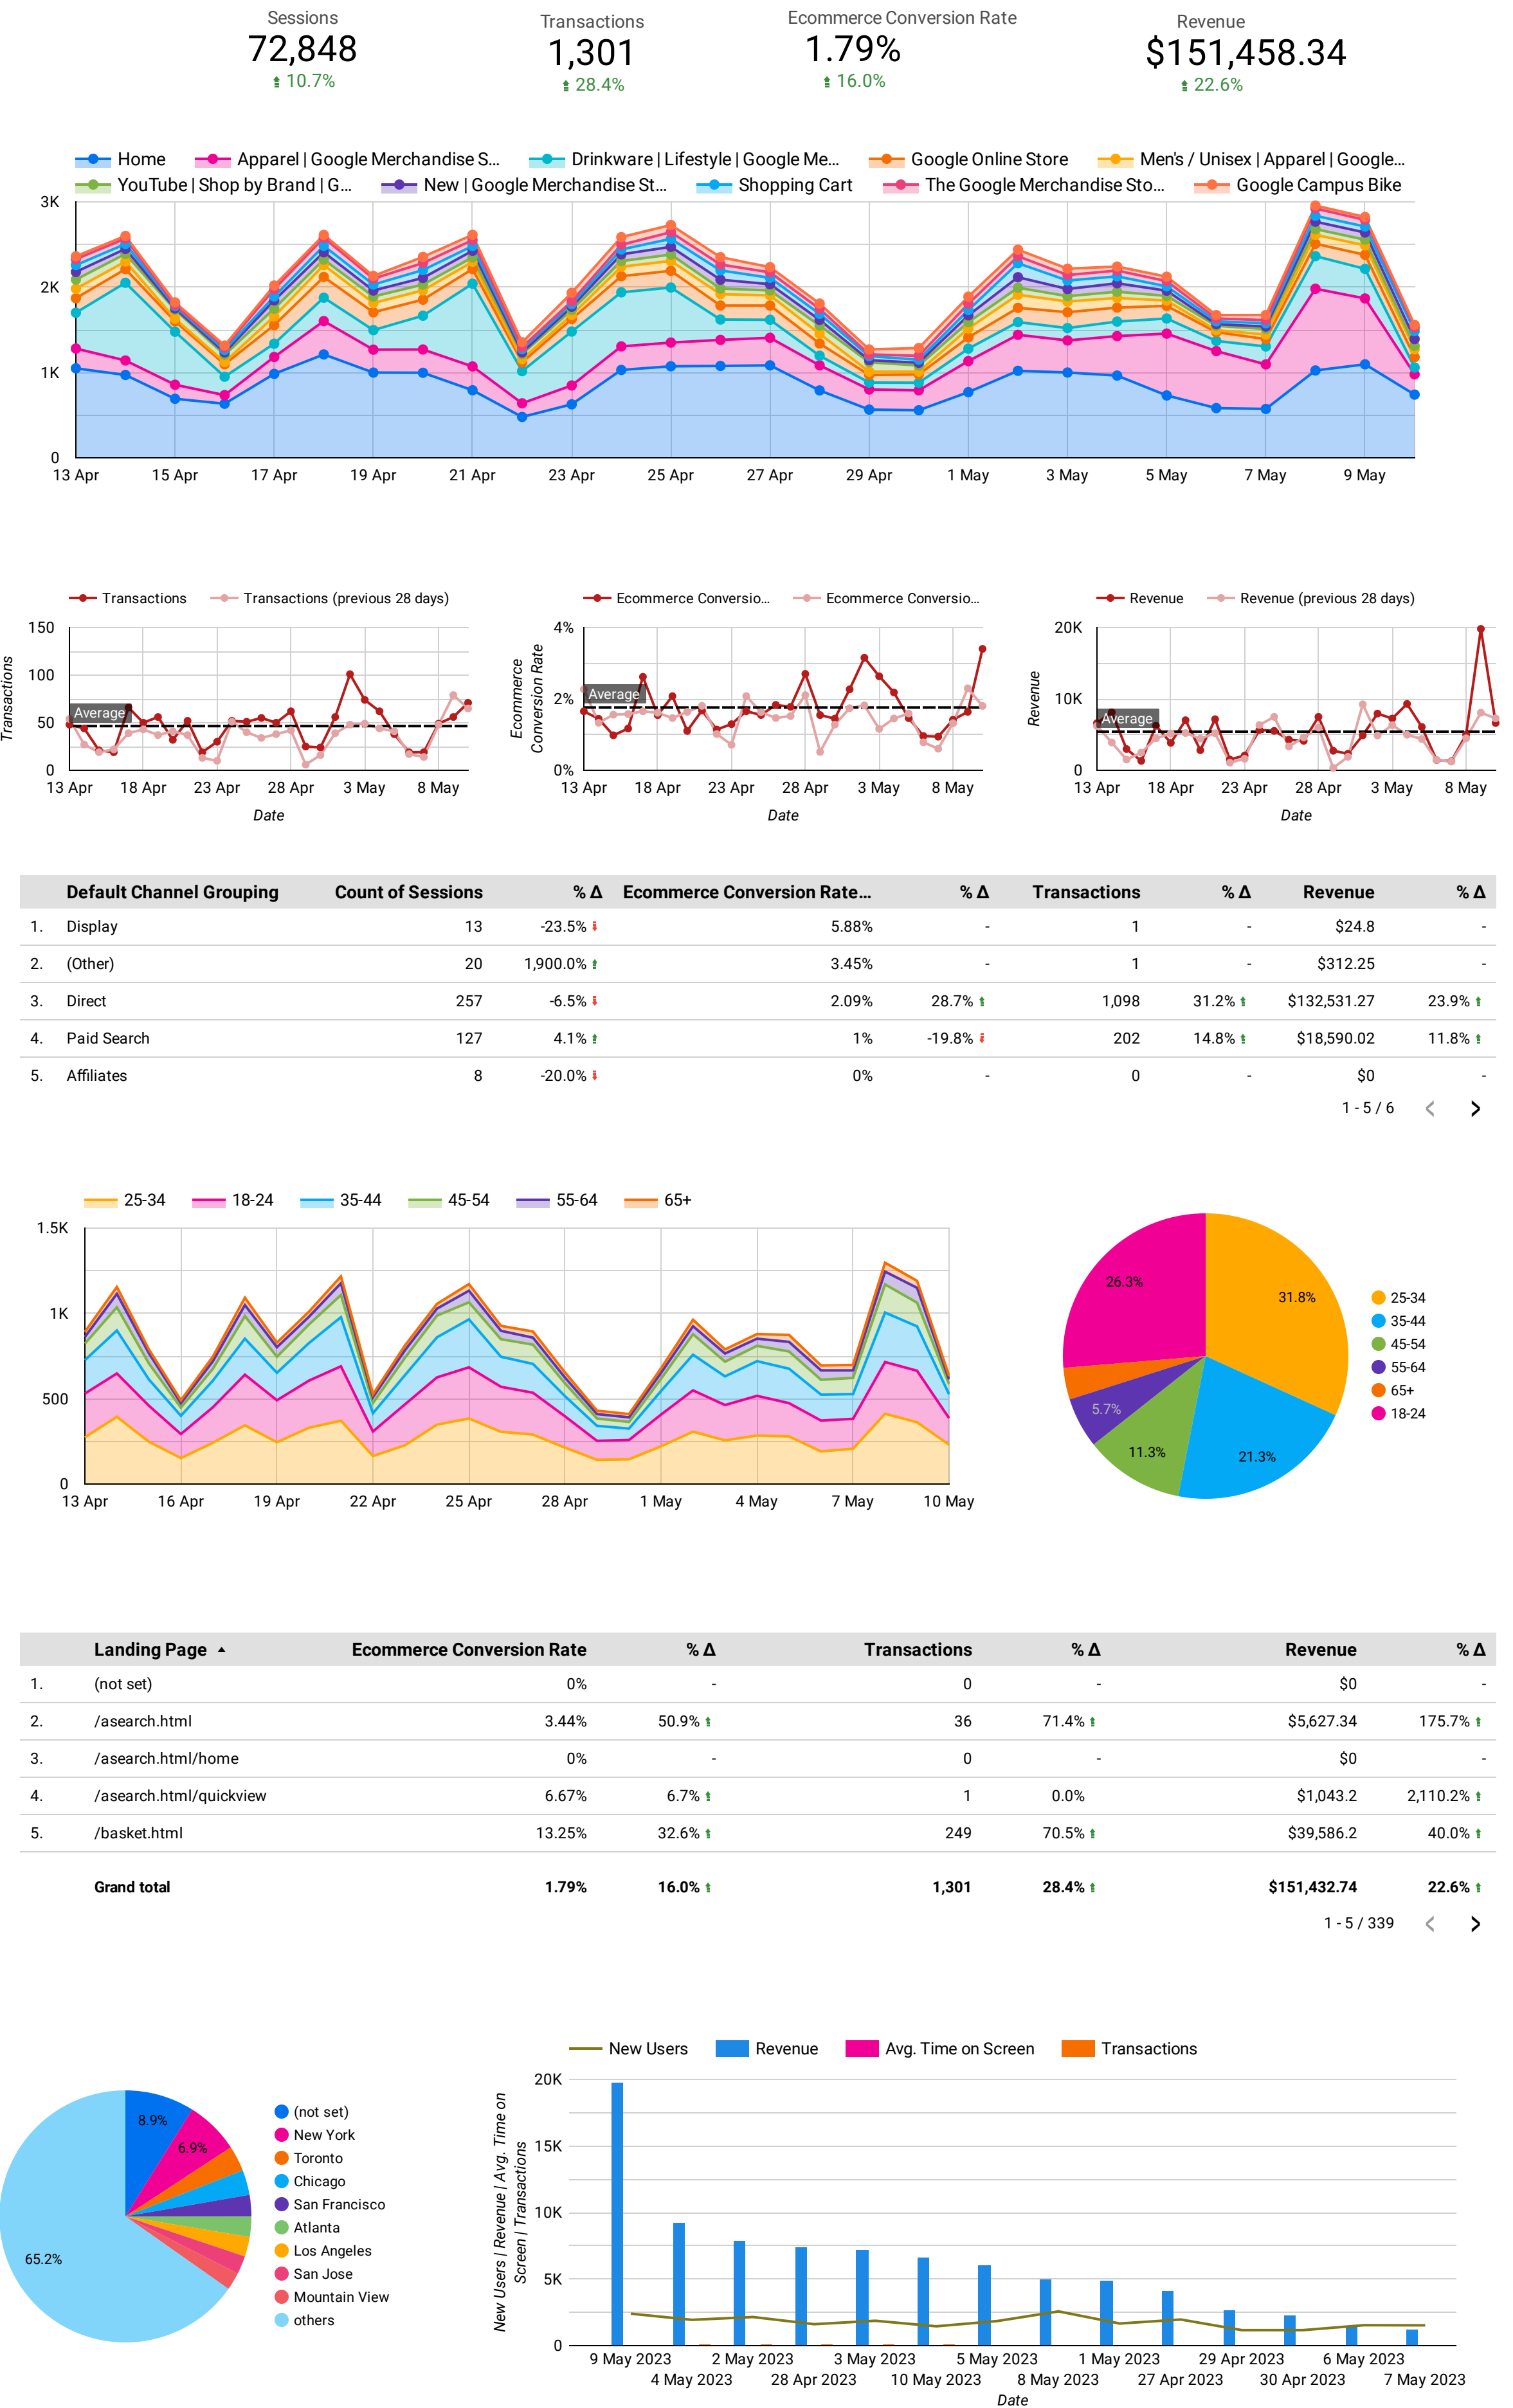 Sessions
72,848
10.7%
Transactions
1,301
28.4%
Ecommerce Conversion Rate
1.79%
16.0%
Revenue
$151,458.34
22.6%
Home Apparel | Google Merchandise S... Drinkware | Lifestyle | Google Me... Google Online Store Men's / Unisex | Apparel | Google...
YouTube | Shop by Brand | G... New | Google Merchandise St... Shopping Cart The Google Merchandise Sto... Google Campus Bike
3K
2K
1K
0
13 Apr 15 Apr 17 Apr 19 Apr 21 Apr 23 Apr 25 Apr 27 Apr 29 Apr 1 May 3 May 5 May 7 May 9 May
Transactions Transactions (previous 28 days)
150
100
50
0
Transactions
Average
13 Apr 18 Apr 23 Apr 28 Apr 3 May 8 May
Date
Ecommerce Conversio... Ecommerce Conversio...
4%
2%
0%
Ecommerce
Conversion Rate
Average
13 Apr 18 Apr 23 Apr 28 Apr 3 May 8 May
Date
Revenue Revenue (previous 28 days)
20K
10K
0
Revenue
Average
13 Apr 18 Apr 23 Apr 28 Apr 3 May 8 May
Date
Default Channel Grouping Count of Sessions % Δ Ecommerce Conversion Rate... % Δ Transactions % Δ Revenue % Δ
1. Display 13 -23.5% 5.88% - 1 - $24.8 -
2. (Other) 20 1,900.0% 3.45% - 1 - $312.25 -
3. Direct 257 -6.5% 2.09% 28.7% 1,098 31.2% $132,531.27 23.9%
4. Paid Search 127 4.1% 1% -19.8% 202 14.8% $18,590.02 11.8%
5. Affiliates 8 -20.0% 0% - 0 - $0 -
1 - 5 / 6
25-34 18-24 35-44 45-54 55-64 65+
1.5K
1K
500
0
13 Apr 16 Apr 19 Apr 22 Apr 25 Apr 28 Apr 1 May 4 May 7 May 10 May
26.3%
31.8%
5.7%
11.3%
21.3%
25-34
35-44
45-54
55-64
65+
18-24
Landing Page Ecommerce Conversion Rate % Δ Transactions % Δ Revenue % Δ
1. (not set) 0% - 0 - $0 -
2. /asearch.html 3.44% 50.9% 36 71.4% $5,627.34 175.7%
3. /asearch.html/home 0% - 0 - $0 -
4. /asearch.html/quickview 6.67% 6.7% 1 0.0% $1,043.2 2,110.2%
5. /basket.html 13.25% 32.6% 249 70.5% $39,586.2 40.0%
Grand total 1.79% 16.0% 1,301 28.4% $151,432.74 22.6%
1 - 5 / 339
8.9%
6.9%
65.2%
(not set)
New York
Toronto
Chicago
San Francisco
Atlanta
Los Angeles
San Jose
Mountain View
others
New Users Revenue Avg. Time on Screen Transactions
20K
15K
10K
5K
0
New Users | Revenue | Avg. Time on
Screen | Transactions
9 May 2023 2 May 2023 3 May 2023 5 May 2023 1 May 2023 29 Apr 2023 6 May 2023
4 May 2023 28 Apr 2023 10 May 2023 8 May 2023 27 Apr 2023 30 Apr 2023 7 May 2023
Date